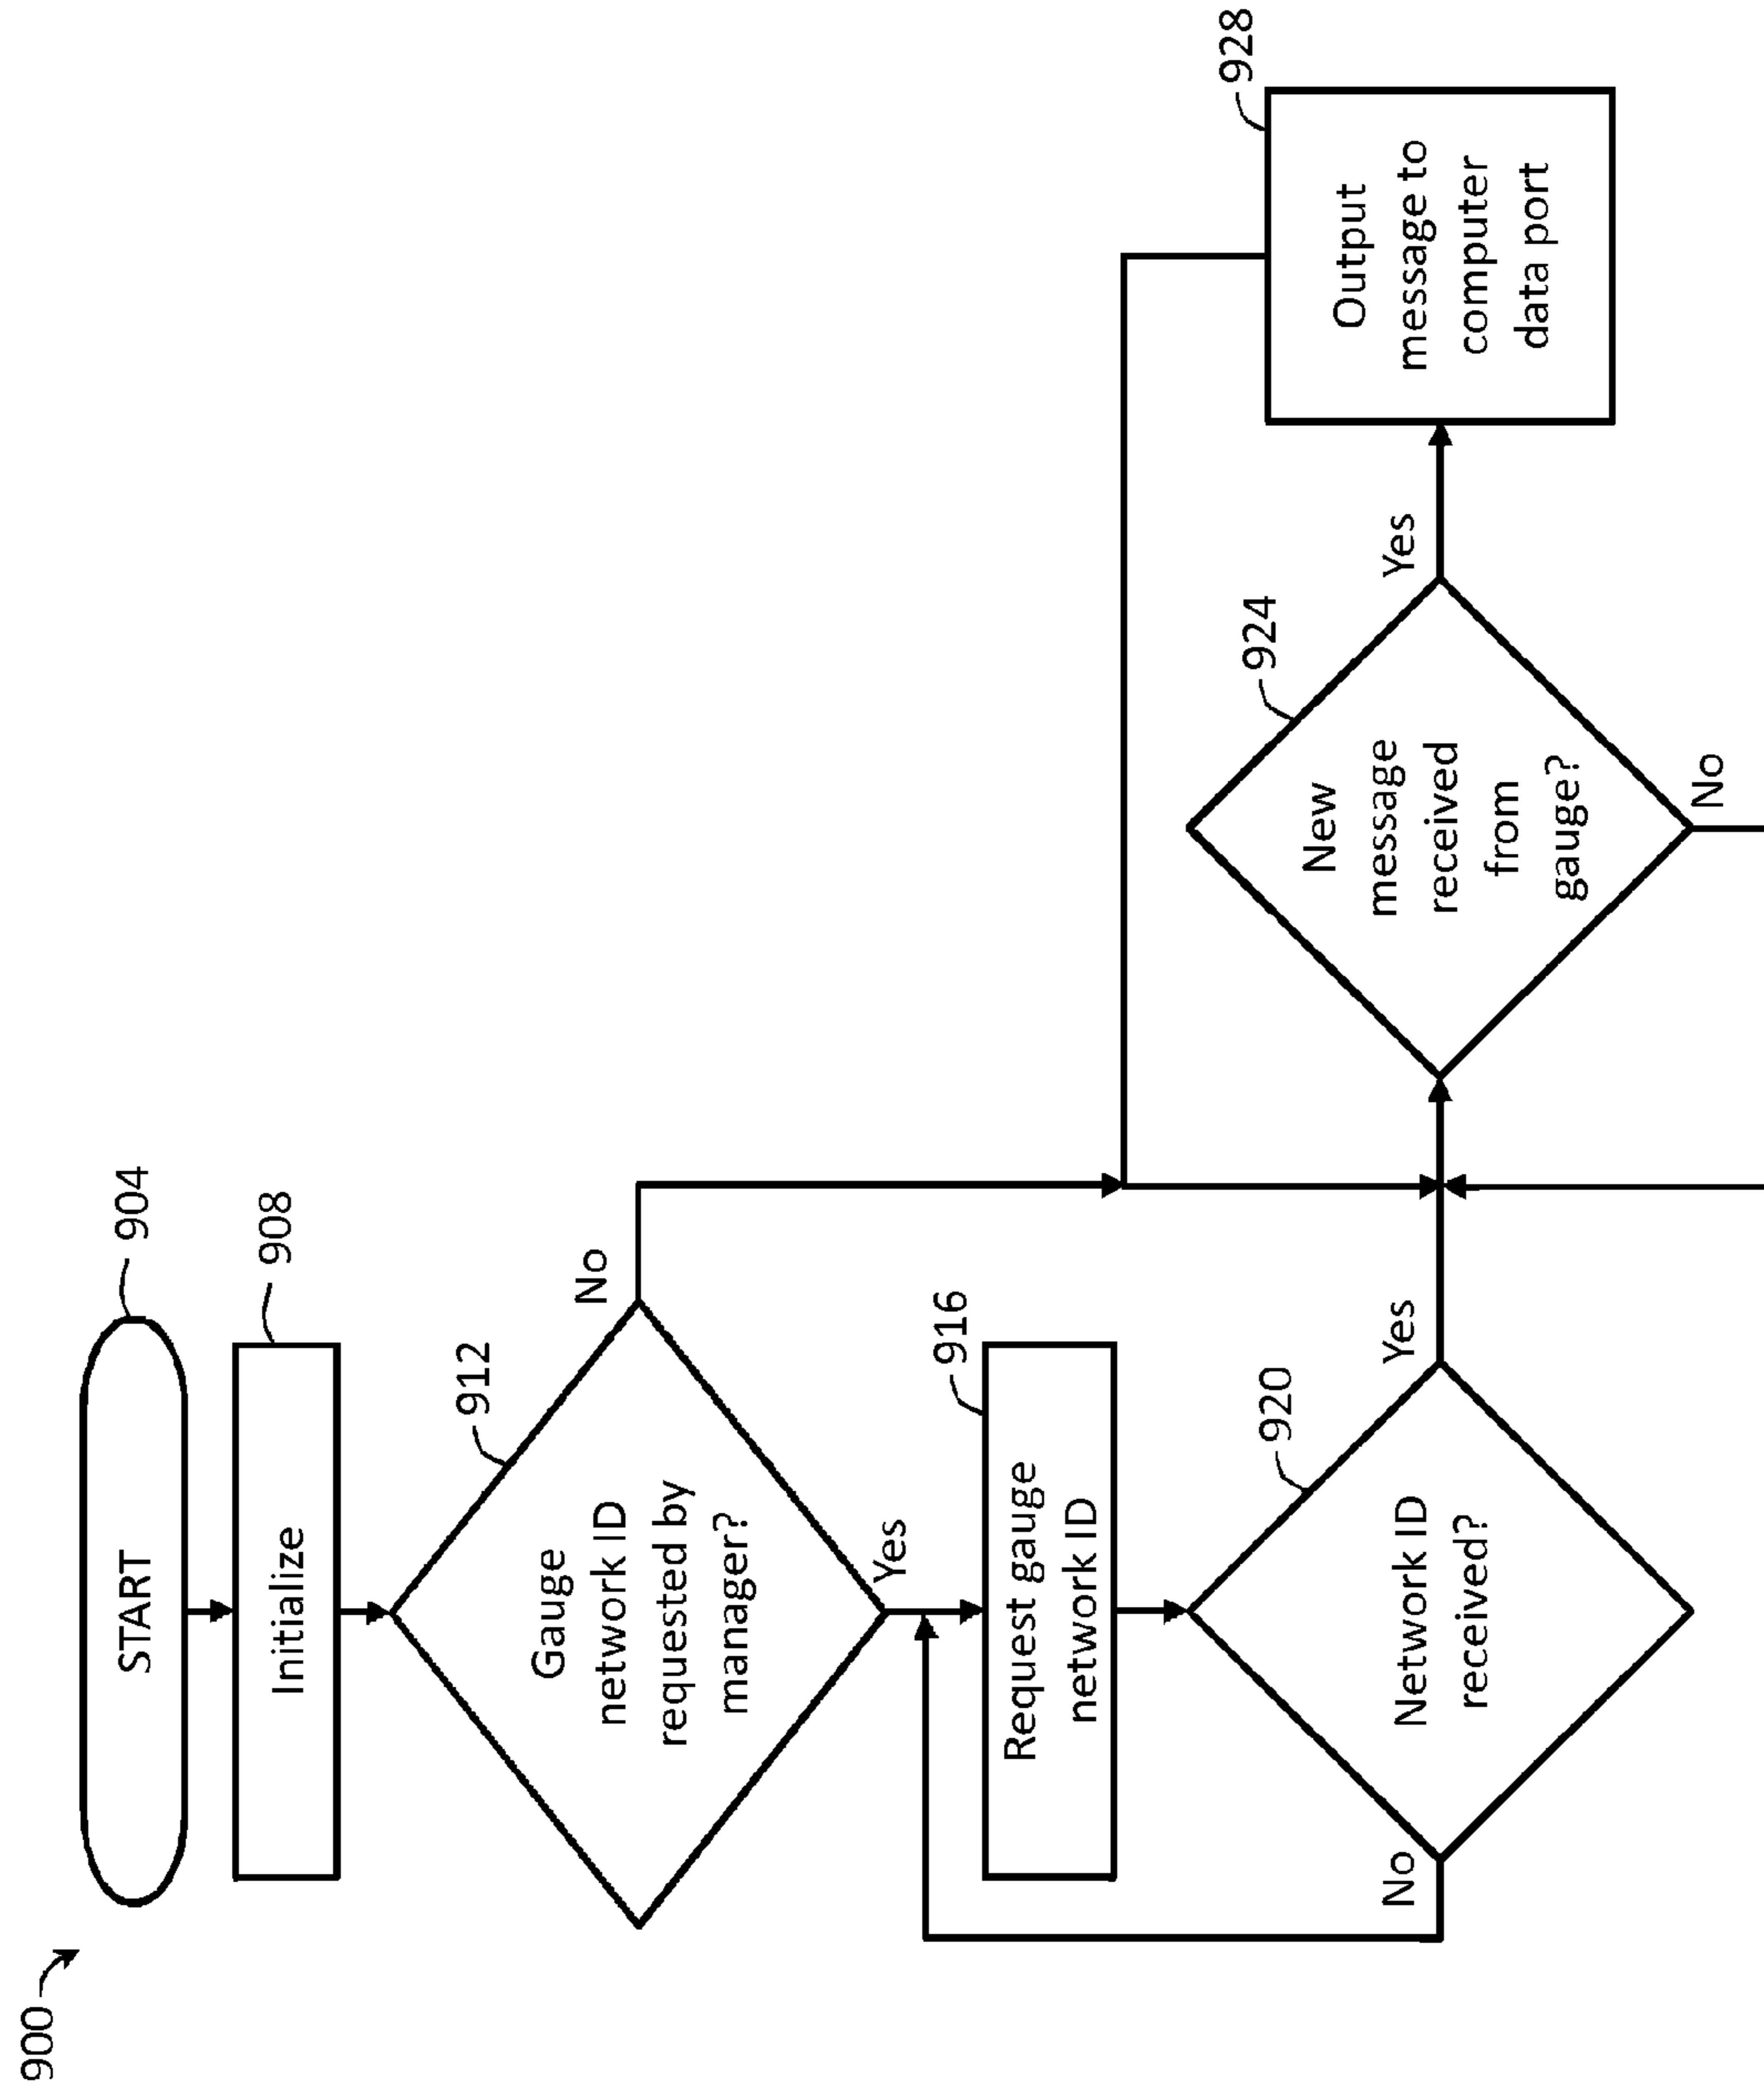 900
START
904
Initialize
908
Gauge
network ID
requested by
manager?
912
No
Yes
Request gauge
network ID
916
Network ID
received?
920
No
Yes
New
message
received
from
gauge?
924
Yes
No
Output
message to
computer
data port
928